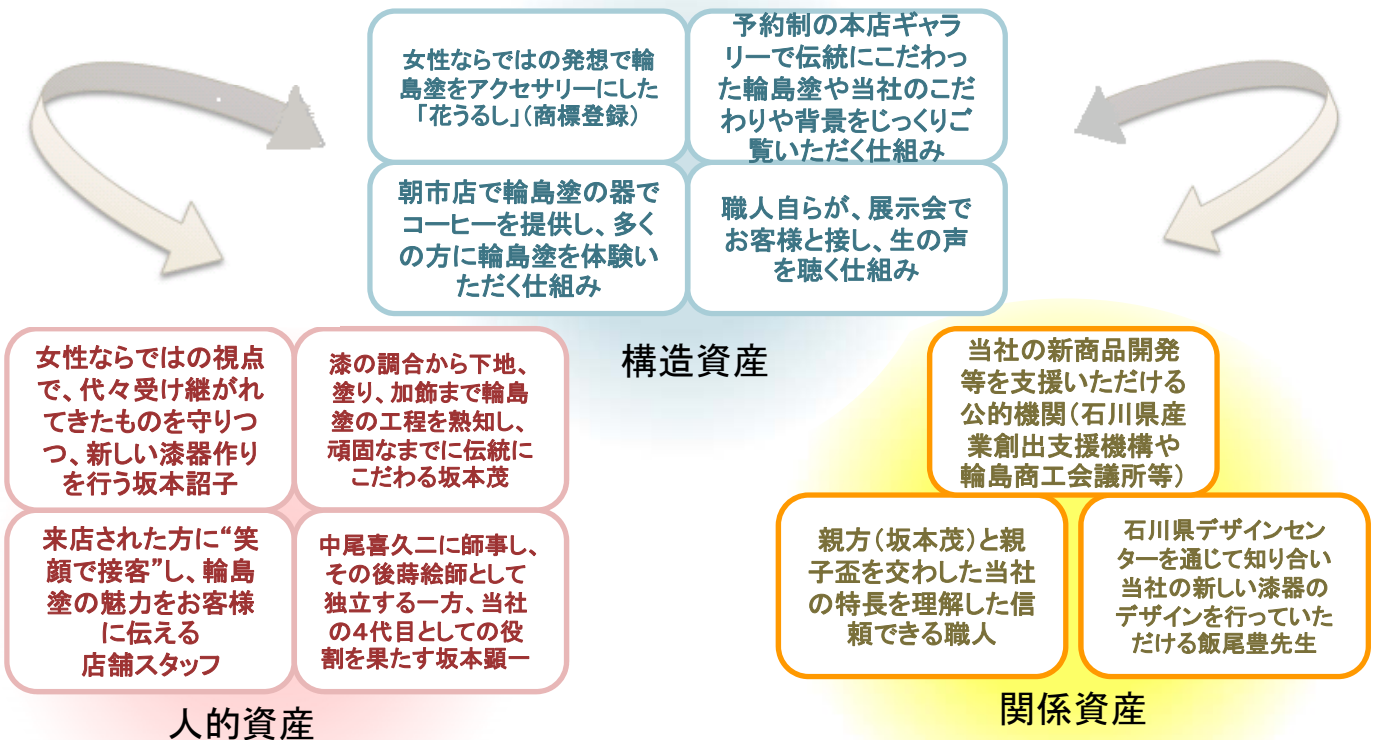 女性ならではの発想で輪
島塗をアクセサリーにした
「花うるし」（商標登録）
予約制の本店ギャラ
リーで伝統にこだわっ
た輪島塗や当社のこだ
わりや背景をじっくりご
覧いただく仕組み
朝市店で輪島塗の器で
コーヒーを提供し、多く
の方に輪島塗を体験い
ただく仕組み
職人自らが、展示会で
お客様と接し、生の声
を聴く仕組み
構造資産
女性ならではの視点
で、代々受け継がれ
てきたものを守りつ
つ、新しい漆器作り
を行う坂本詔子
漆の調合から下地、
塗り、加飾まで輪島
塗の工程を熟知し、
頑固なまでに伝統に
こだわる坂本茂
来店された方に“笑
顔で接客”し、輪島
塗の魅力をお客様
に伝える
店舗スタッフ
中尾喜久二に師事し、
その後蒔絵師として
独立する一方、当社
の４代目としての役
割を果たす坂本顕一
人的資産
当社の新商品開発
等を支援いただける
公的機関（石川県産
業創出支援機構や
輪島商工会議所等）
親方（坂本茂）と親
子盃を交わした当社
の特長を理解した信
頼できる職人
石川県デザインセン
ターを通じて知り合い
当社の新しい漆器の
デザインを行っていた
だける飯尾豊先生
関係資産